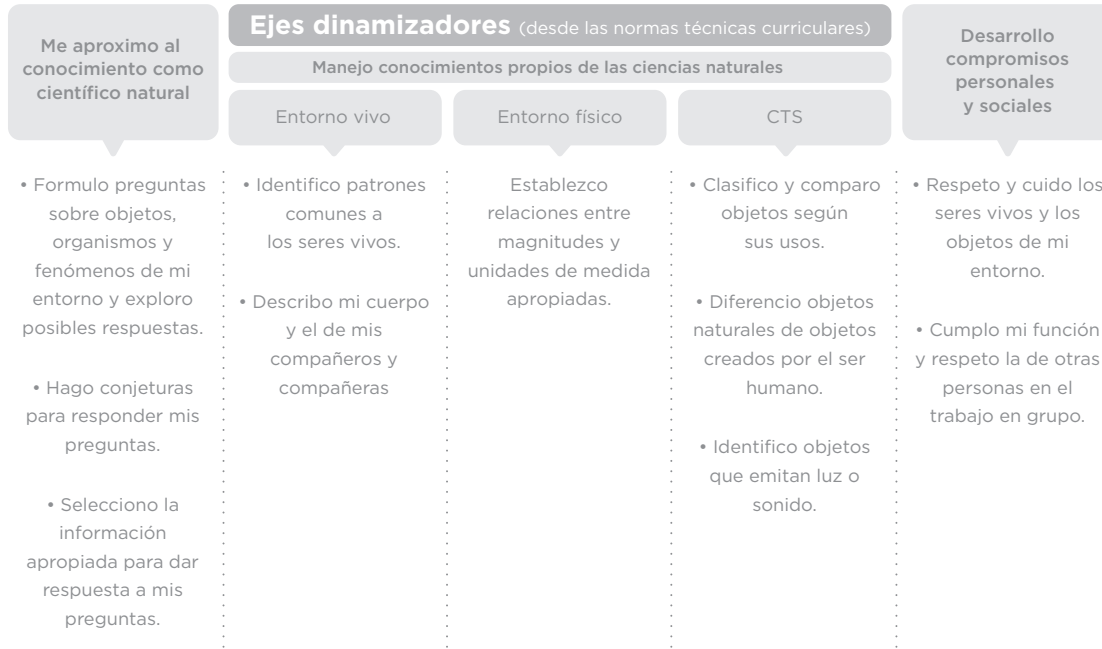 Me aproximo al
conocimiento como
científico natural
Ejes dinamizadores (desde las normas técnicas curriculares)
Manejo conocimientos propios de las ciencias naturales
Entorno vivo
Entorno físico
CTS
Desarrollo
compromisos
personales
y sociales
• Formulo preguntas
sobre objetos,
organismos y
fenómenos de mi
entorno y exploro
posibles respuestas.
• Hago conjeturas
para responder mis
preguntas.
• Selecciono la
información
apropiada para dar
respuesta a mis
preguntas.
• Identifico patrones
comunes a
los seres vivos.
• Describo mi cuerpo
y el de mis
compañeros y
compañeras
Establezco
relaciones entre
magnitudes y
unidades de medida
apropiadas.
• Clasifico y comparo
objetos según
sus usos.
• Diferencio objetos
naturales de objetos
creados por el ser
humano.
• Identifico objetos
que emitan luz o
sonido.
• Respeto y cuido los
seres vivos y los
objetos de mi
entorno.
• Cumplo mi función
y respeto la de otras
personas en el
trabajo en grupo.